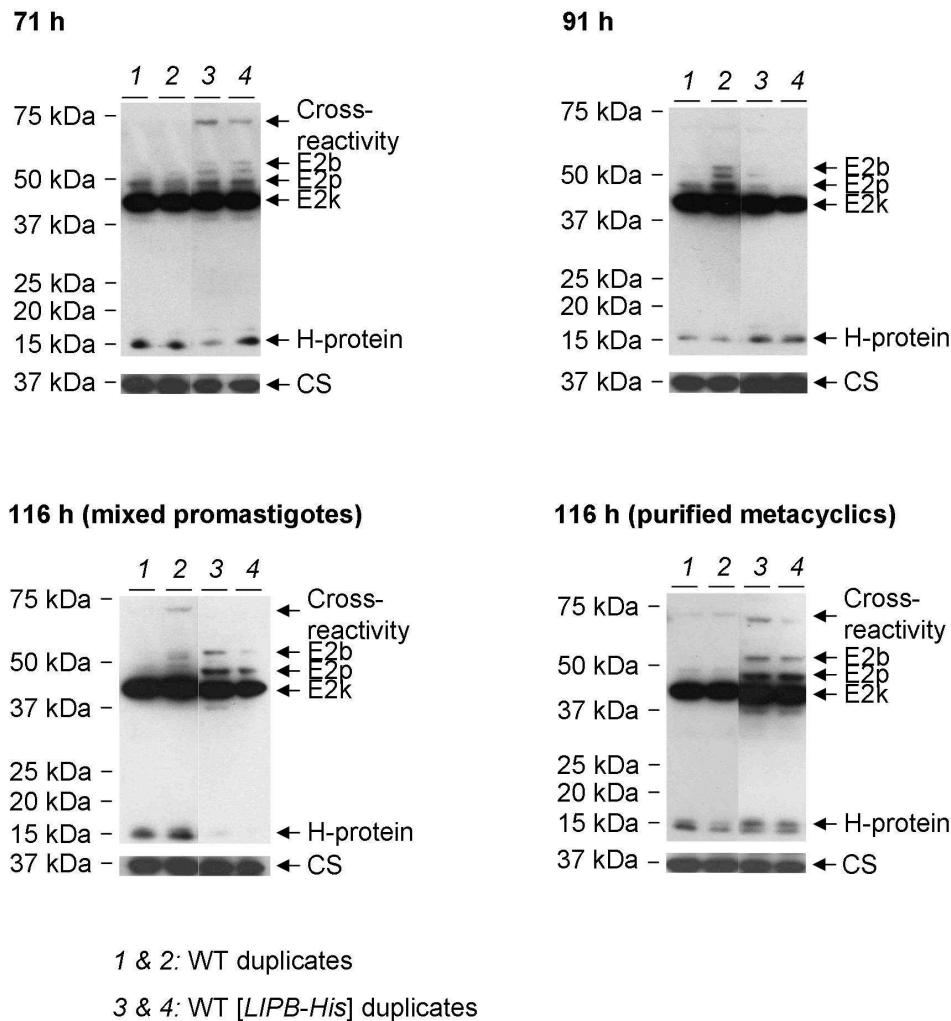 71 h
1 2 3 4
75 kDa
50 kDa
37 kDa
25 kDa
20 kDa
15 kDa
37 kDa
Cross-
reactivity
E2b
E2p
E2k
H-protein
CS
91 h
1 2 3 4
75 kDa
50 kDa
37 kDa
25 kDa
20 kDa
15 kDa
37 kDa
E2b
E2p
E2k
H-protein
CS
116 h (mixed promastigotes)
1 2 3 4
75 kDa
50 kDa
37 kDa
25 kDa
20 kDa
15 kDa
37 kDa
Cross-
reactivity
E2b
E2p
E2k
H-protein
CS
116 h (purified metacyclics)
1 2 3 4
75 kDa
50 kDa
37 kDa
25 kDa
20 kDa
15 kDa
37 kDa
Cross-
reactivity
E2b
E2p
E2k
H-protein
CS
1 & 2: WT duplicates
3 & 4: WT [LIPB-His] duplicates